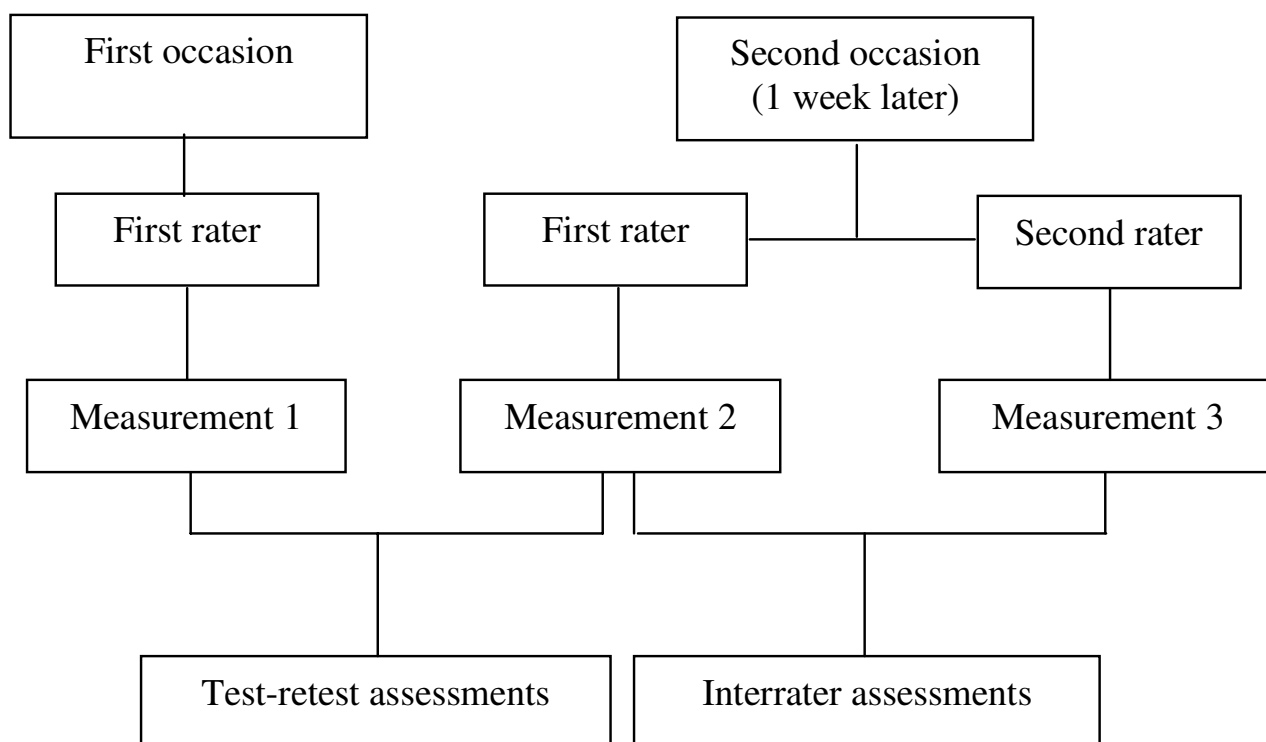 First occasion
Second occasion
(1 week later)
First rater
First rater
Second rater
Measurement 1
Measurement 2
Measurement 3
Test-retest assessments
Interrater assessments